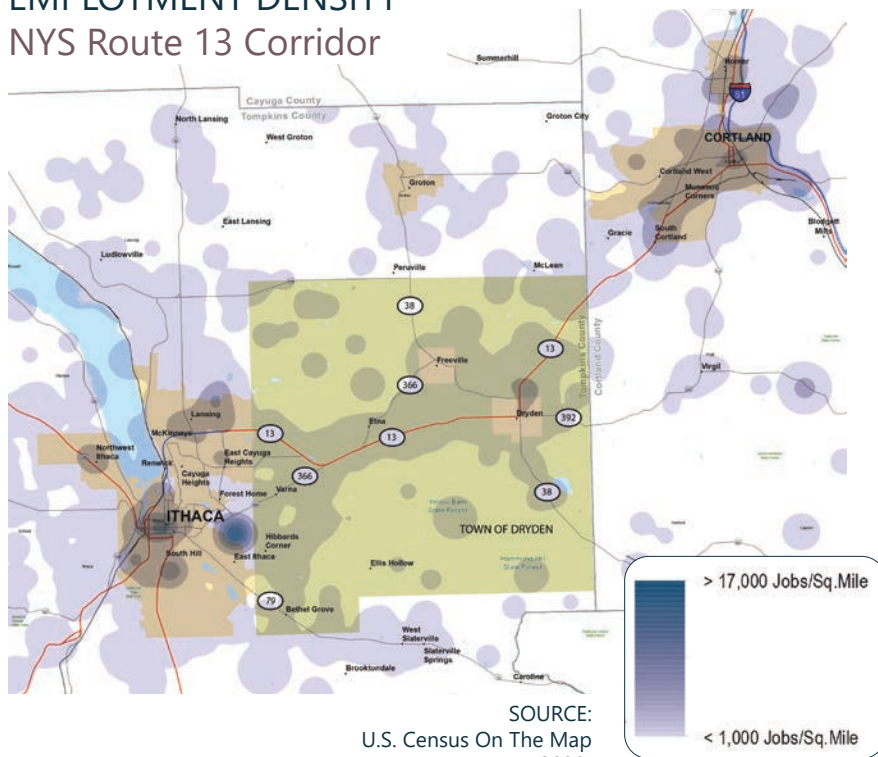 EMPLOYMENT DENSITY
NYS Route 13 Corridor
Summerhill
Homer
81
Cayuga County
Tompkins County
North Lansing
Groton City
West Groton
CORTLAND
Cortland West
Groton
Munsons
Corners
East Lansing
Gracie
South
Cortland
Blodgett
Mills
Ludlowville
Peruville
McLean
38
Tompkins County
Cortland County
13
Freeville
Virgil
366
Lansing
Etna
Dryden
392
McKinneys
13
13
Northwest
Ithaca
Renwick
East Cayuga
Heights
Cayuga
Heights
366
Varna
Forest Home
38
ITHACA
TOWN OF DRYDEN
Hibbards
Corner
South Hill
East Ithaca
Ellis Hollow
79
Bethel Grove
West
Slaterville
Slaterville
Springs
Brooktondale
Caroline
> 17,000 Jobs/Sq.Mile
< 1,000 Jobs/Sq.Mile
SOURCE:
U.S. Census On The Map